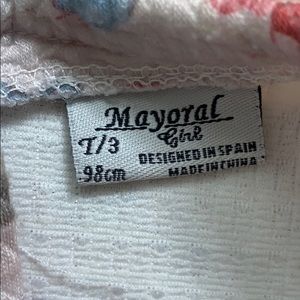 Mayoral
Girl
T/3 DESIGNED IN SPAIN
98cm MADE IN CHINA